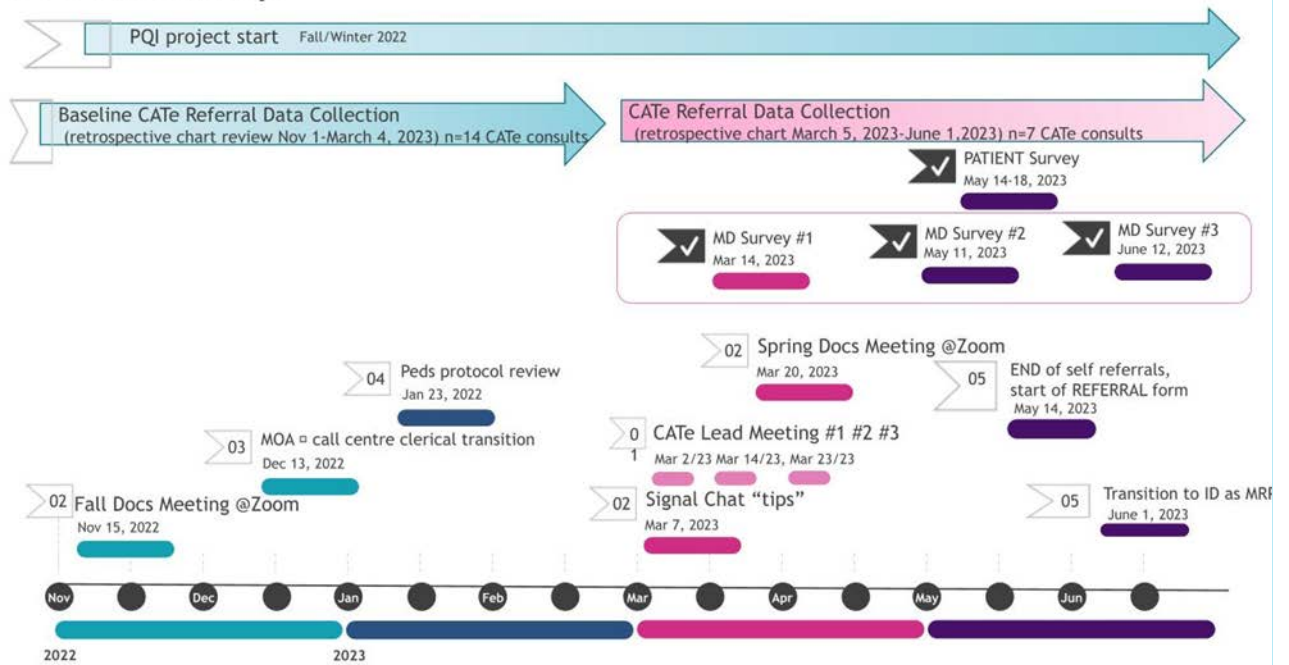 PQI project start Fall/Winter 2022
Baseline CATe Referral Data Collection
(retrospective chart review Nov 1-March 4, 2023) n=14 CATe consults
CATe Referral Data Collection
(retrospective chart March 5, 2023-June 1,2023) n=7 CATe consults
PATIENT Survey
May 14-18, 2023
MD Survey #1
Mar 14, 2023
MD Survey #2
May 11, 2023
MD Survey #3
June 12, 2023
02 Spring Docs Meeting @Zoom
Mar 20, 2023
04 Peds protocol review
Jan 23, 2022
05 END of self referrals,
start of REFERRAL form
May 14, 2023
03 MOA ¤ call centre clerical transition
Dec 13, 2022
01 CATe Lead Meeting #1 #2 #3
Mar 2/23 Mar 14/23, Mar 23/23
02 Fall Docs Meeting @Zoom
Nov 15, 2022
02 Signal Chat “tips”
Mar 7, 2023
05 Transition to ID as MRP
June 1, 2023
Nov Dec Jan Feb Mar Apr May Jun
2022 2023